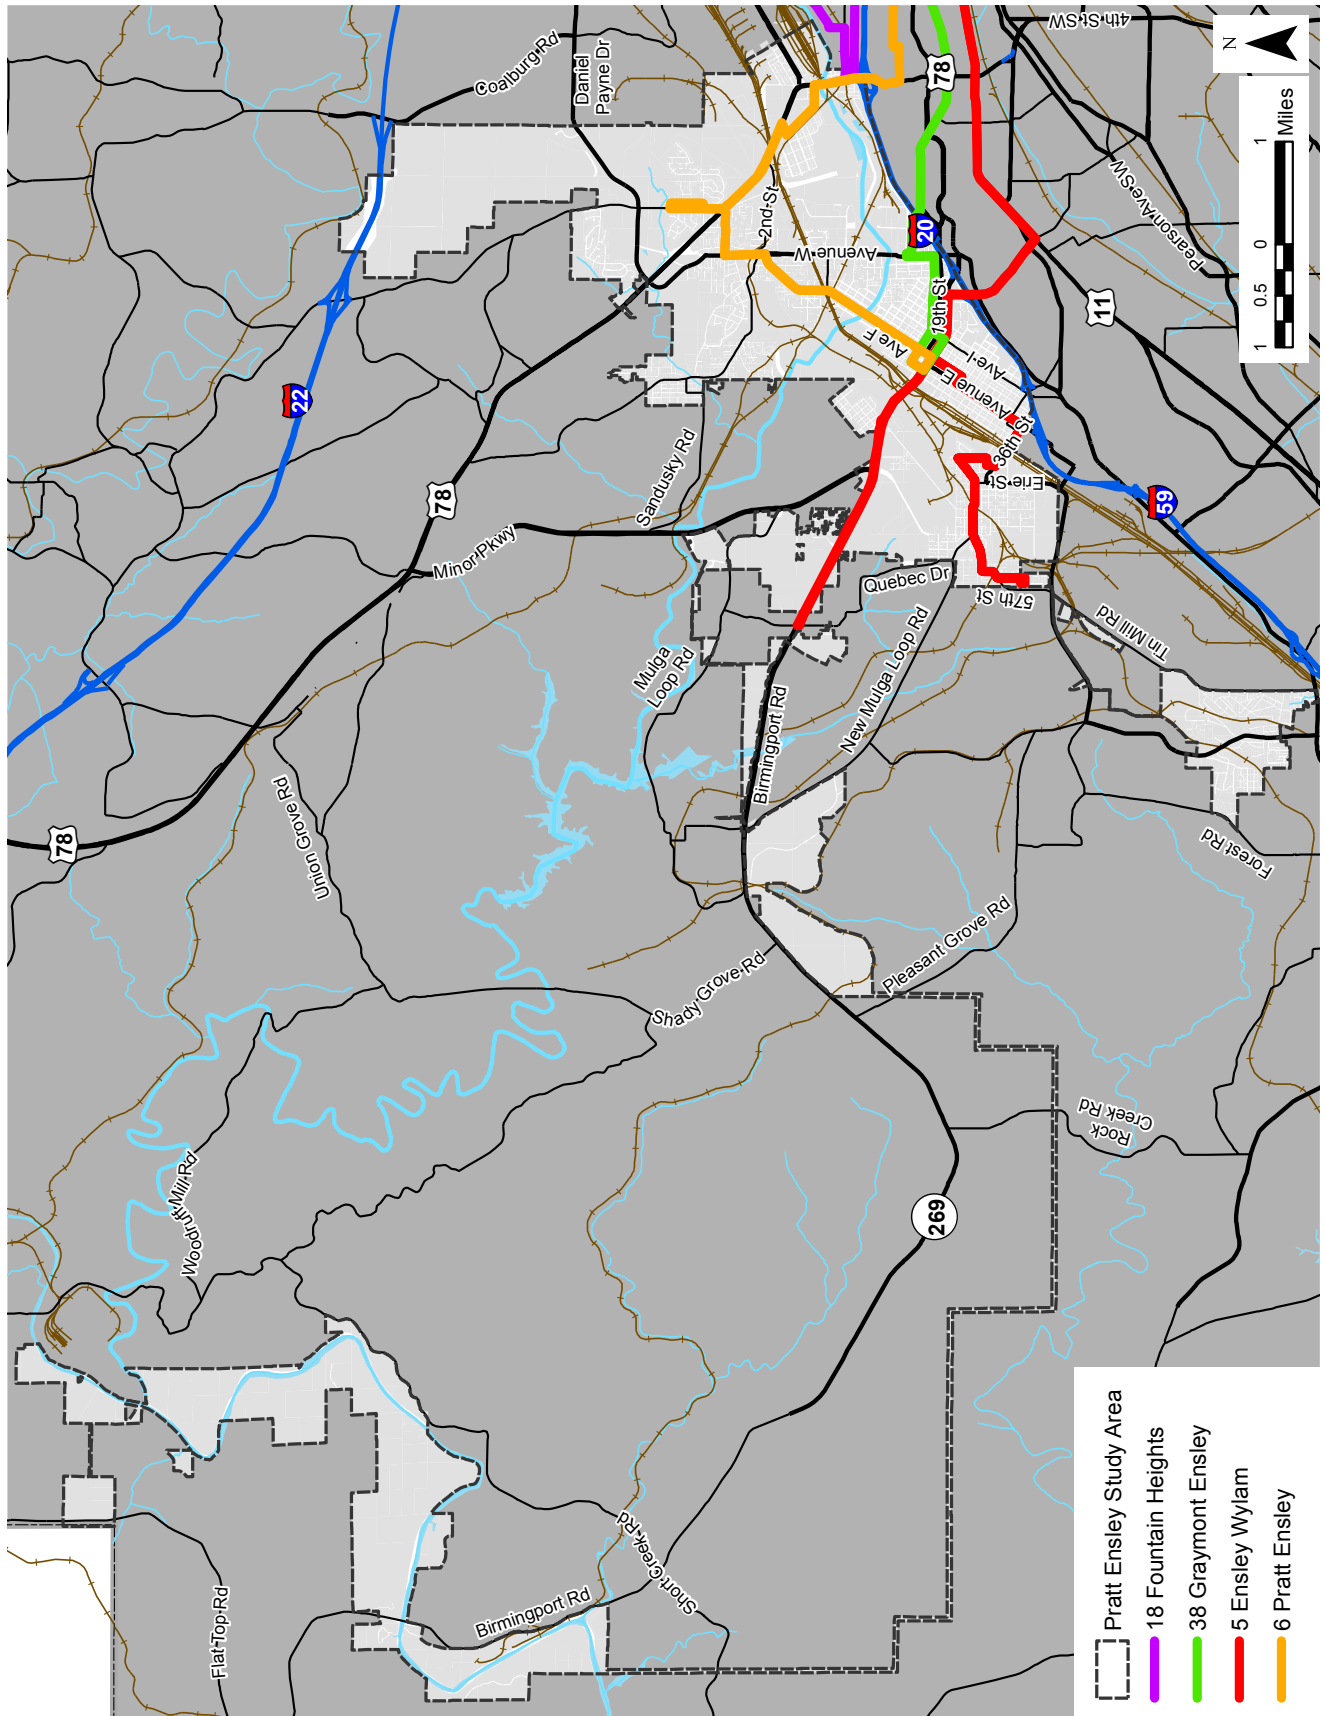 Coalburg Rd
Daniel
Payne Dr
4th St SW
N
78
2nd St
1
0
0.5
1
Miles
Pearson Ave SW
20
Avenue W
19th St
11
Ave F
Ave I
Avenue E
22
36th St
Erie St
Sandusky Rd
78
59
Minor Pkwy
Quebec Dr
57th St
Tin Mill Rd
New Mulga Loop Rd
Mulga
Loop Rd
Birmingport Rd
78
Union Grove Rd
Forest Rd
Pleasant Grove Rd
Shady Grove Rd
Rock
Creek Rd
Woodruff Mill Rd
269
Short Creek Rd
Birmingport Rd
Flat Top Rd
Pratt Ensley Study Area
18 Fountain Heights
38 Graymont Ensley
5 Ensley Wylam
6 Pratt Ensley